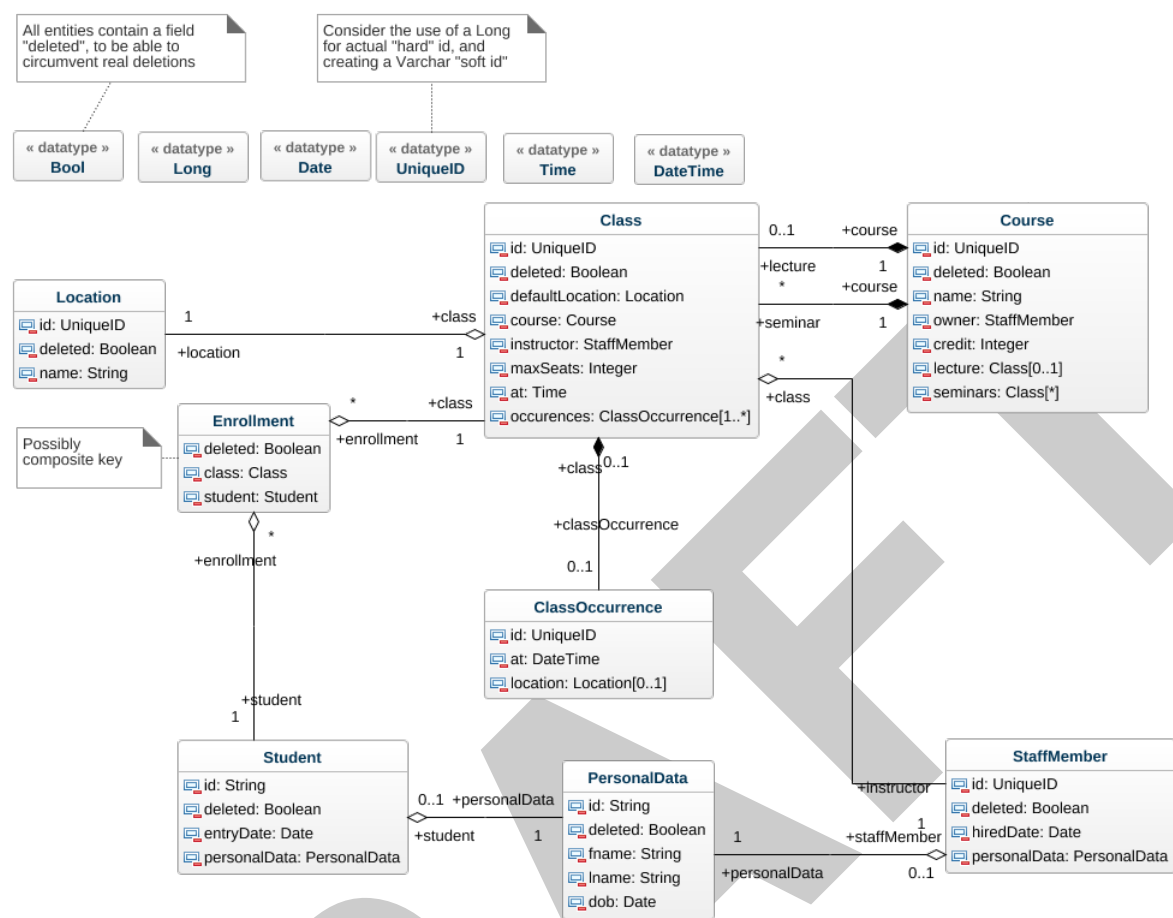 All entities contain a field
"deleted", to be able to
circumvent real deletions
Consider the use of a Long
for actual "hard" id, and
creating a Varchar "soft id"
« datatype »
Bool
« datatype »
Long
« datatype »
Date
« datatype »
UniqueID
« datatype »
Time
« datatype »
DateTime
Class
id: UniqueID
deleted: Boolean
defaultLocation: Location
course: Course
instructor: StaffMember
maxSeats: Integer
at: Time
occurences: ClassOccurrence[1..*]
0..1
+course
+lecture
1
*
+course
+seminar
1
*
+class
Course
id: UniqueID
deleted: Boolean
name: String
owner: StaffMember
credit: Integer
lecture: Class[0..1]
seminars: Class[*]
Location
id: UniqueID
deleted: Boolean
name: String
1
+class
+location
1
Enrollment
deleted: Boolean
class: Class
student: Student
*
+class
+enrollment
1
Possibly
composite key
+class
0..1
+classOccurrence
0..1
*
+enrollment
+student
1
ClassOccurrence
id: UniqueID
at: DateTime
location: Location[0..1]
Student
id: String
deleted: Boolean
entryDate: Date
personalData: PersonalData
0..1
+personalData
+student
1
PersonalData
id: String
deleted: Boolean
fname: String
lname: String
dob: Date
1
+staffMember
+personalData
0..1
+instructor
1
StaffMember
id: UniqueID
deleted: Boolean
hiredDate: Date
personalData: PersonalData